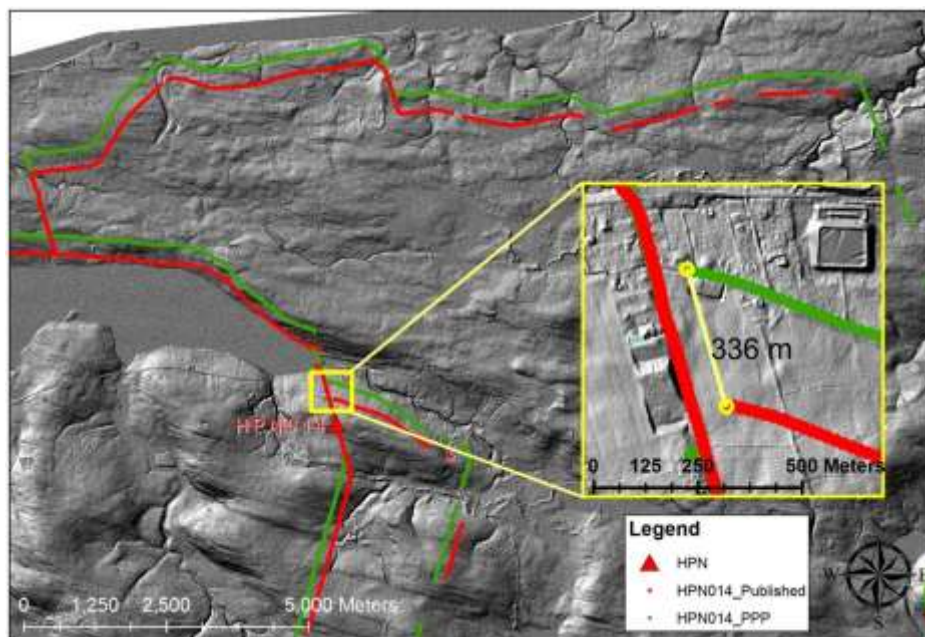 336 m
0 125 250 500 Meters
Legend
HPN
HPN014_Published
HPN014_PPP
W E
S
0 1,250 2,500 5,000 Meters